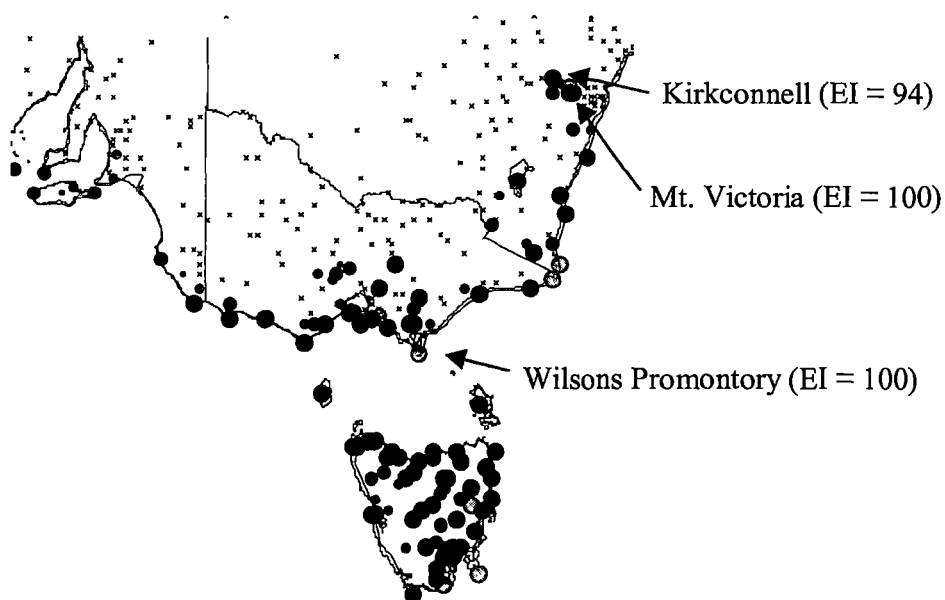 Kirkconnell (EI = 94)
Mt. Victoria (EI = 100)
Wilsons Promontory (EI = 100)